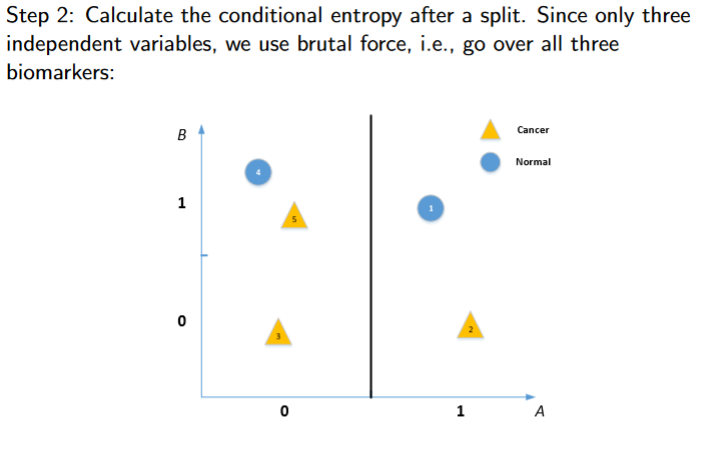 Step 2: Calculate the conditional entropy after a split. Since only three
independent variables, we use brutal force, i.e., go over all three
biomarkers:
B
Cancer
4
Normal
1
5
1
0
3
2
0
1
A